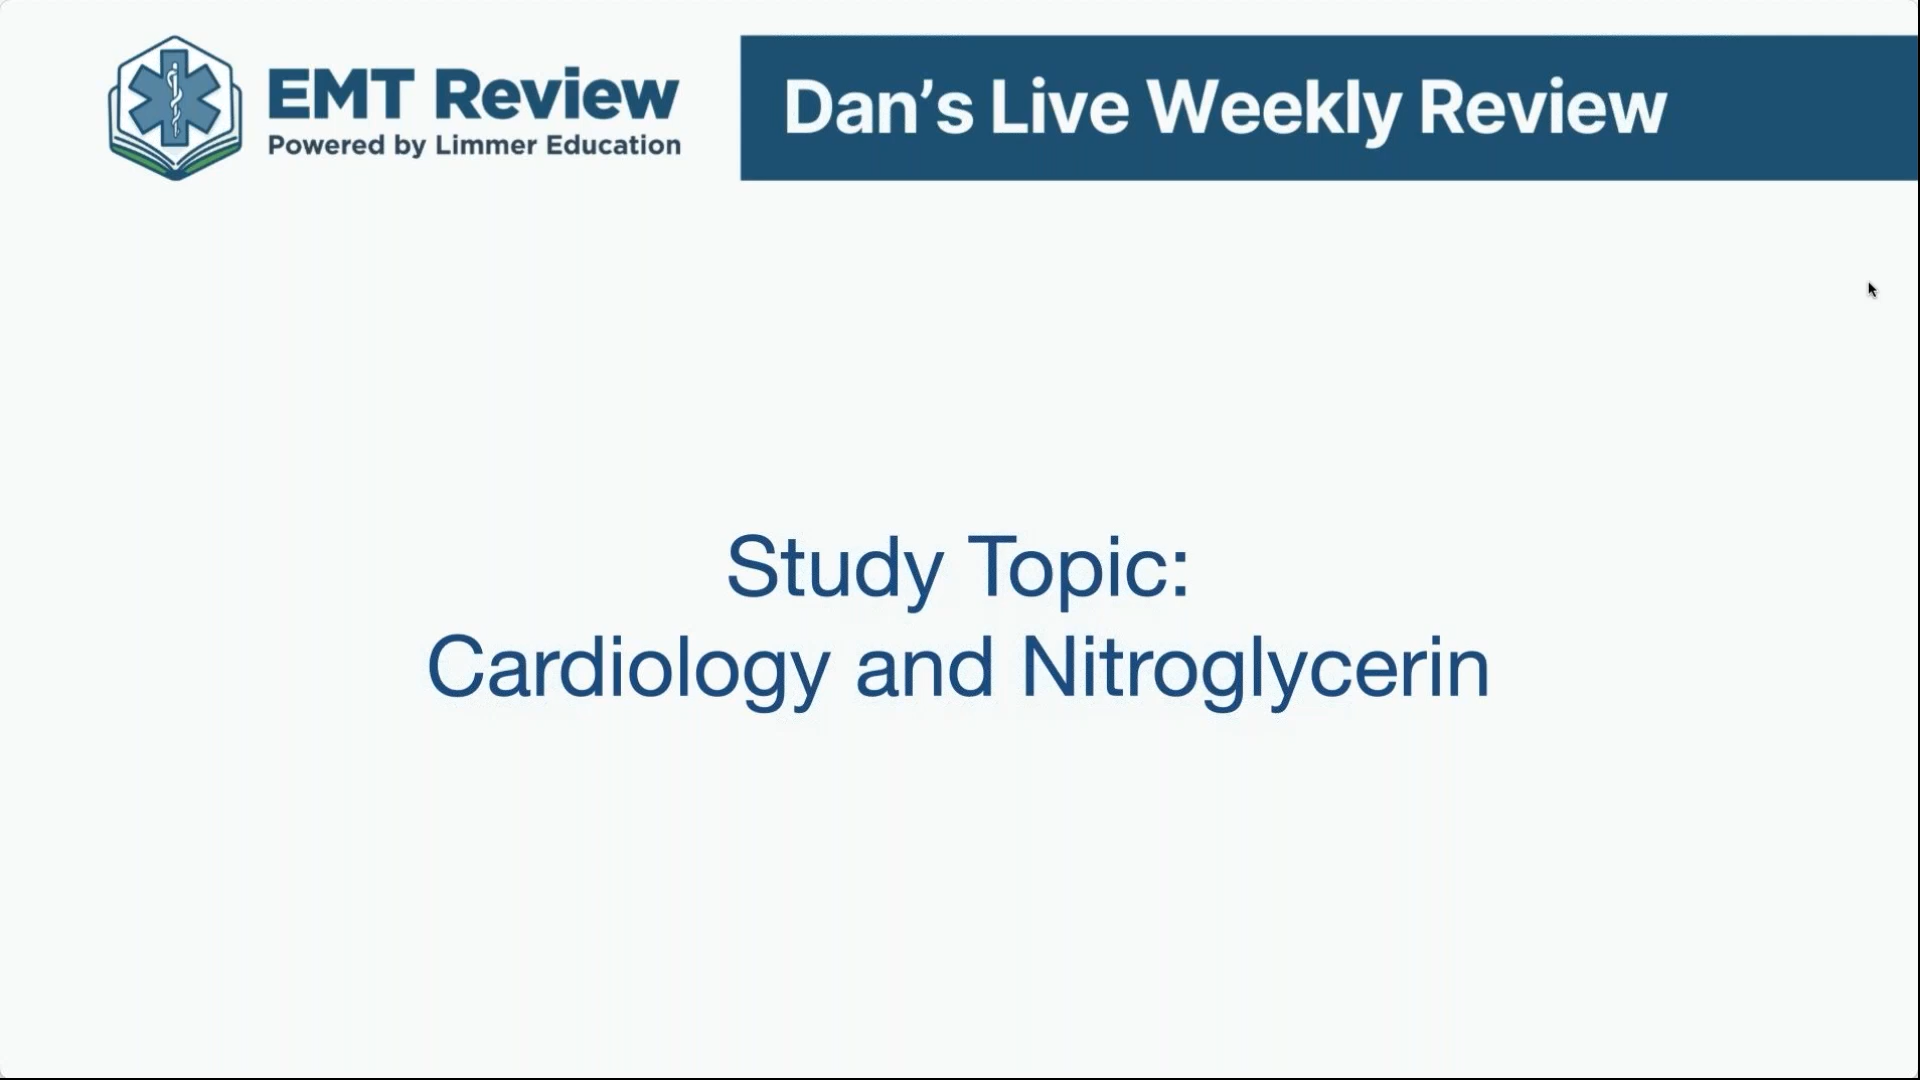 EMT Review
Powered by Limmer Education
Dan’s Live Weekly Review
Study Topic:
Cardiology and Nitroglycerin